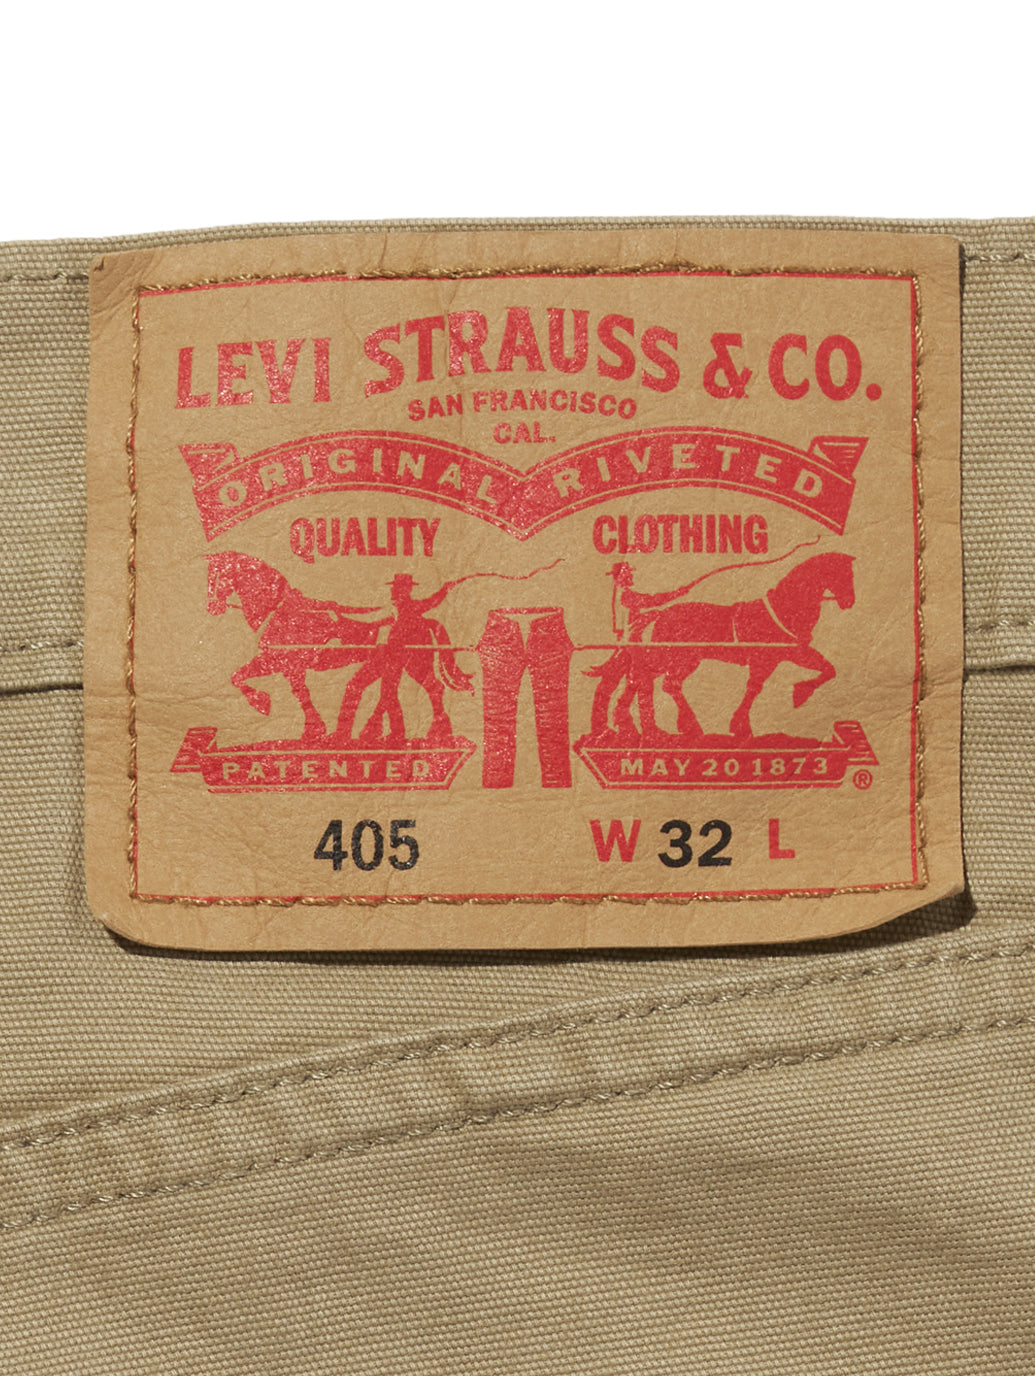 LEVI STRAUSS & CO.
SAN FRANCISCO
CAL.
ORIGINAL RIVETED
QUALITY CLOTHING
PATENTED MAY 20 1873 ®
405 W 32 L